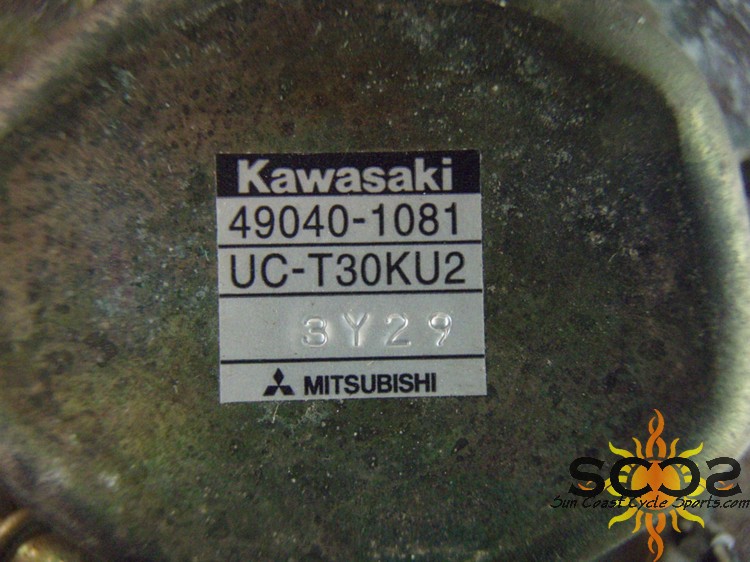 Kawasaki
49040-1081
UC-T30KU2
3Y29
MITSUBISHI
SCCS
Sun Coast Cycle Sports.com